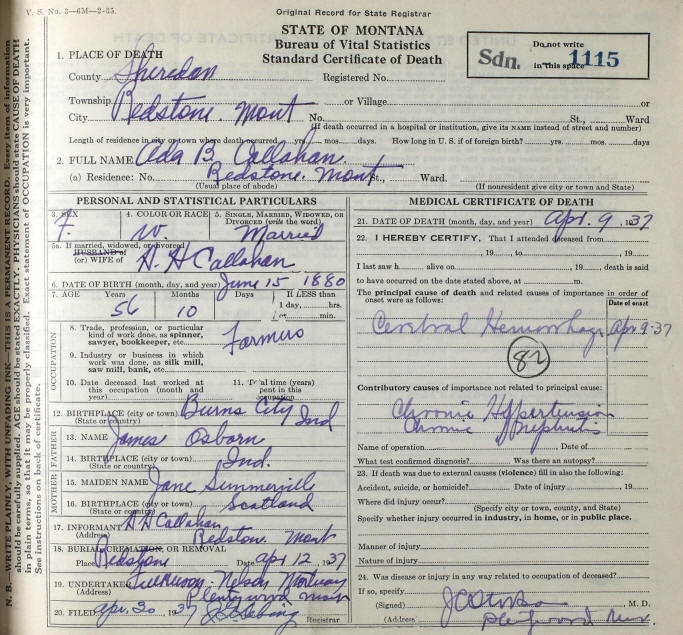 V. S. No. 3—6M—2-35.
Original Record for State Registrar
STATE OF MONTANA
Bureau of Vital Statistics
Standard Certificate of Death
Sdn.
Do not write
in this space
1115
1. PLACE OF DEATH
County Sheridan Registered No.
Township or Village or
City Redstone. Mont No. St., Ward
(If death occurred in a hospital or institution, give its NAME instead of street and number)
Length of residence in city or town where death occurred yrs. mos. days. How long in U. S. if of foreign birth? yrs. mos. days
2. FULL NAME Ada B Callahan.
(a) Residence: No. Redstone. Mont St., Ward.
(Usual place of abode) (If nonresident give city or town and State)
PERSONAL AND STATISTICAL PARTICULARS
3. SEX F.
4. COLOR OR RACE W.
5. SINGLE, MARRIED, WIDOWED, OR
DIVORCED (write the word)
Married
5a. If married, widowed, or divorced
HUSBAND of
(or) WIFE of H. H Callahan
6. DATE OF BIRTH (month, day, and year) June 15 1880
7. AGE Years Months Days If LESS than
56 10 1 day, hrs.
or min.
OCCUPATION
8. Trade, profession, or particular
kind of work done, as spinner,
sawyer, bookkeeper, etc. Farmers
9. Industry or business in which
work was done, as silk mill,
saw mill, bank, etc.
10. Date deceased last worked at
this occupation (month and
year)
11. Total time (years)
spent in this
occupation
12. BIRTHPLACE (city or town) Burns City Ind
(State or country)
FATHER
13. NAME James Osborn
14. BIRTHPLACE (city or town) Ind.
(State or country)
MOTHER
15. MAIDEN NAME Jane
16. BIRTHPLACE (city or town) Scotland
(State or country)
17. INFORMANT H H Callahan
(Address) Redstone. Mont
18. BURIAL, CREMATION, OR REMOVAL
Place Redstone Date Apr 12 1937
19. UNDERTAKER Nelson Mortuary
(Address) Plentywood Mont
20. FILED Apr. 30 1937
Registrar
MEDICAL CERTIFICATE OF DEATH
21. DATE OF DEATH (month, day, and year) Apr. 9 1937
22. I HEREBY CERTIFY, That I attended deceased from
, 19 , to , 19
I last saw h alive on , 19 , death is said
to have occurred on the date stated above, at m.
The principal cause of death and related causes of importance in order of
onset were as follows:
Date of onset
Cerebral Hemorrhage Apr 9-37
82
Contributory causes of importance not related to principal cause:
Chronic Hypertension
Chronic Nephritis
Name of operation Date of
What test confirmed diagnosis? Was there an autopsy?
23. If death was due to external causes (violence) fill in also the following:
Accident, suicide, or homicide? Date of injury , 19
Where did injury occur?
(Specify city or town, county, and State)
Specify whether injury occurred in industry, in home, or in public place.
Manner of injury
Nature of injury
24. Was disease or injury in any way related to occupation of deceased?
If so, specify
(Signed) , M. D.
(Address)
N. B.—WRITE PLAINLY, WITH UNFADING INK—THIS IS A PERMANENT RECORD. Every item of information
should be carefully supplied. AGE should be stated EXACTLY. PHYSICIANS should state CAUSE OF DEATH
in plain terms, so that it may be properly classified. Exact statement of OCCUPATION is very important.
See instructions on back of certificate.